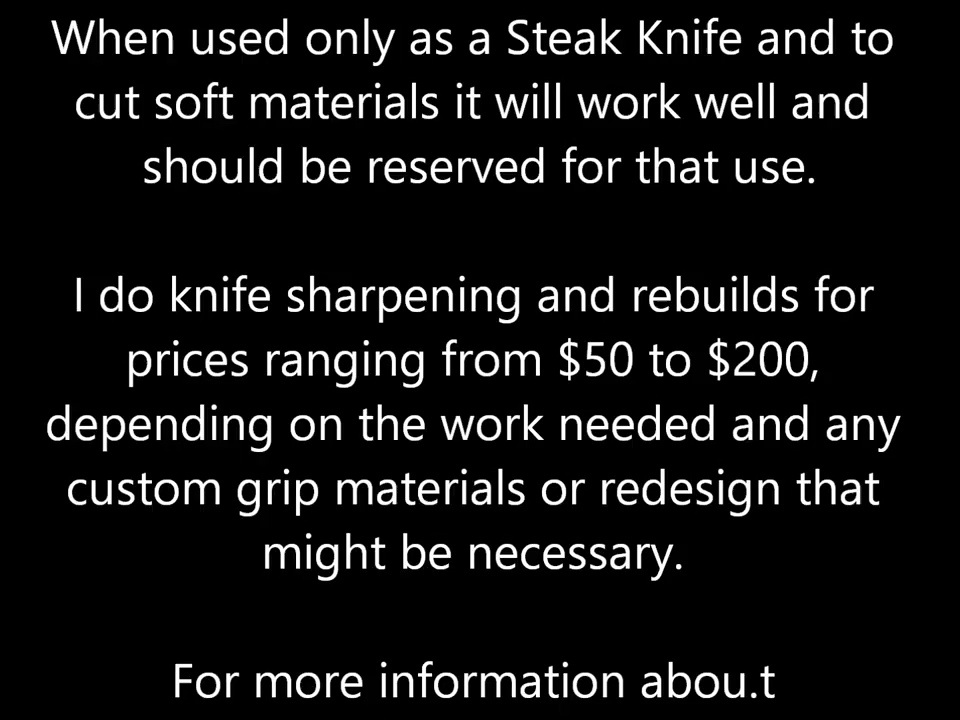 When used only as a Steak Knife and to
cut soft materials it will work well and
should be reserved for that use.
I do knife sharpening and rebuilds for
prices ranging from $50 to $200,
depending on the work needed and any
custom grip materials or redesign that
might be necessary.
For more information abou.t